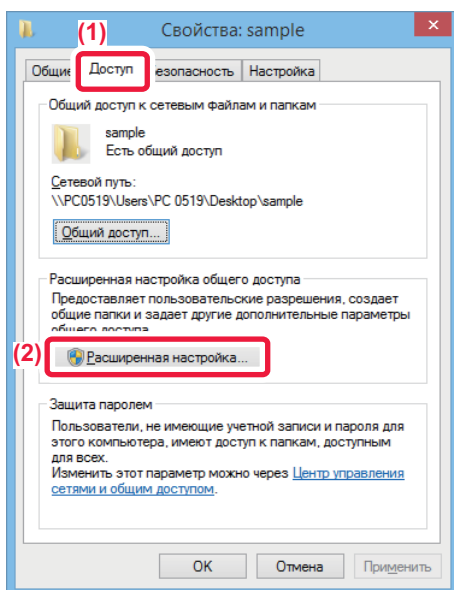 (1)
Свойства: sample
Общие Доступ езопасность Настройка
Общий доступ к сетевым файлам и папкам
sample
Есть общий доступ
Сетевой путь:
\\PC0519\Users\PC 0519\Desktop\sample
Общий доступ...
Расширенная настройка общего доступа
Предоставляет пользовательские разрешения, создает
общие папки и задает другие дополнительные параметры
общего доступа.
(2)
Расширенная настройка...
Защита паролем
Пользователи, не имеющие учетной записи и пароля для
этого компьютера, имеют доступ к папкам, доступным
для всех.
Изменить этот параметр можно через Центр управления
сетями и общим доступом.
OK Отмена Применить